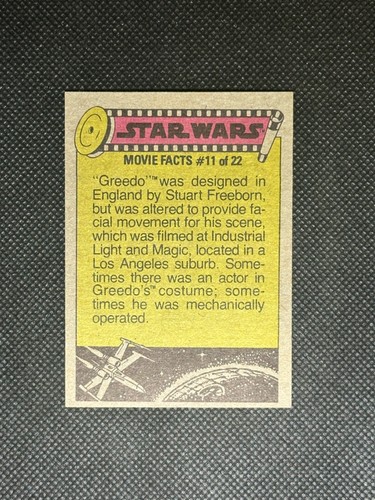 STAR WARS
MOVIE FACTS #11 of 22
"Greedo"™ was designed in
England by Stuart Freeborn,
but was altered to provide fa-
cial movement for his scene,
which was filmed at Industrial
Light and Magic, located in a
Los Angeles suburb. Some-
times there was an actor in
Greedo's™ costume; some-
times he was mechanically
operated.